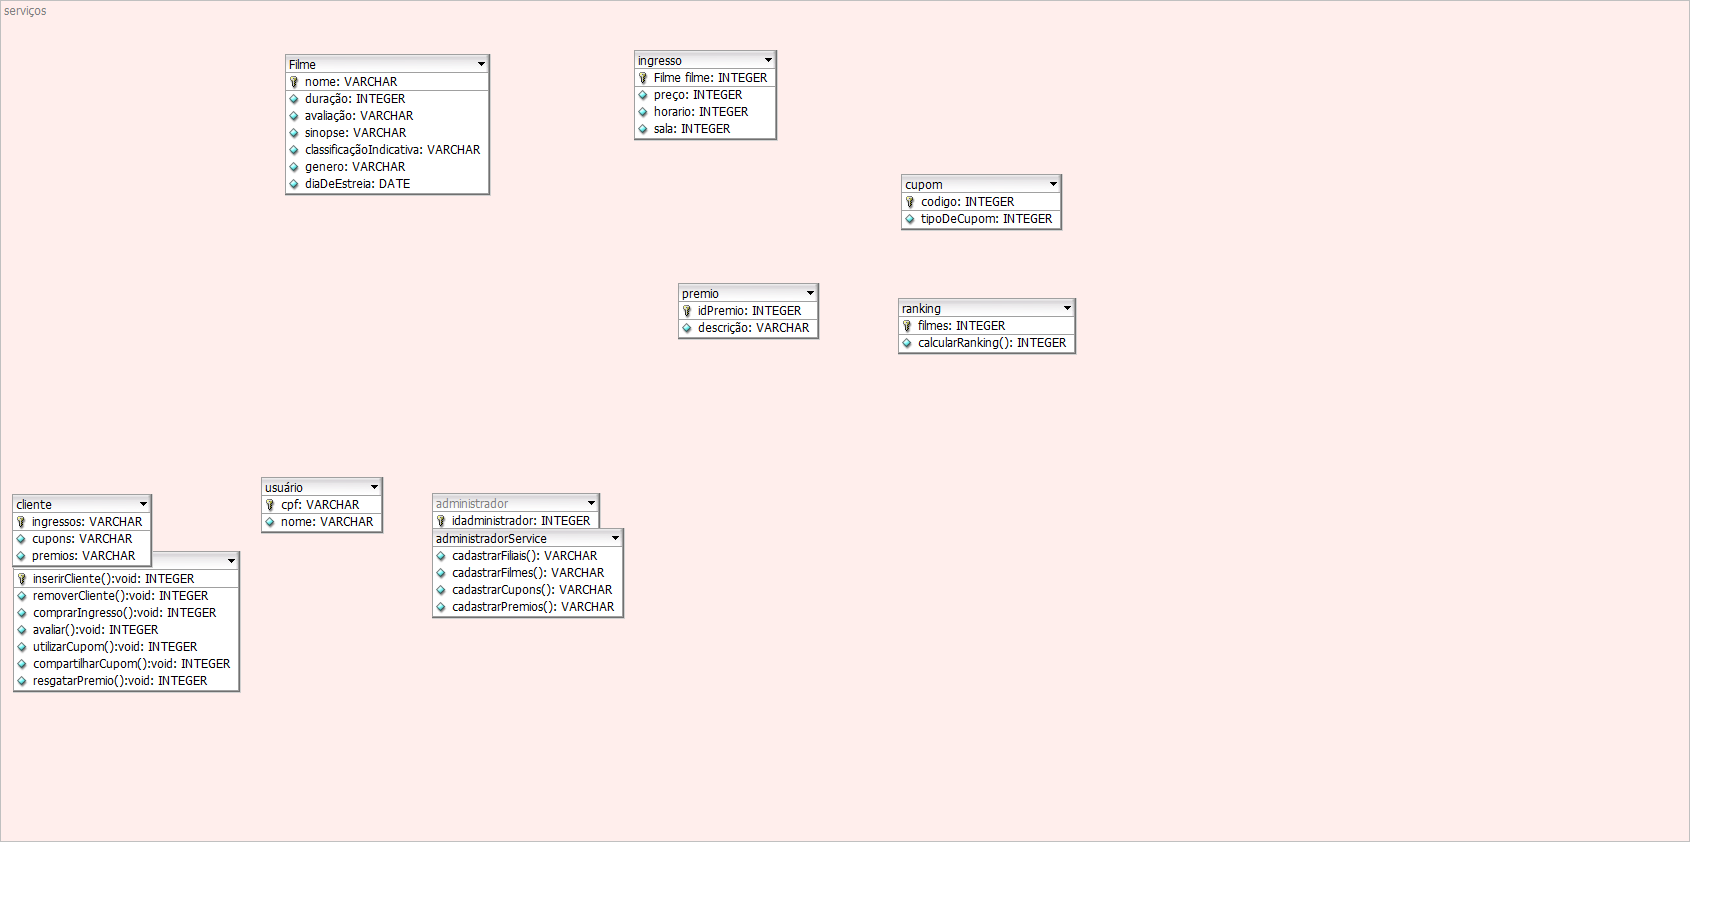 serviços
Filme
nome: VARCHAR
duração: INTEGER
avaliação: VARCHAR
sinopse: VARCHAR
classificaçãoIndicativa: VARCHAR
genero: VARCHAR
diaDeEstreia: DATE
ingresso
Filme filme: INTEGER
preço: INTEGER
horario: INTEGER
sala: INTEGER
cupom
codigo: INTEGER
tipoDeCupom: INTEGER
premio
idPremio: INTEGER
descrição: VARCHAR
ranking
filmes: INTEGER
calcularRanking(): INTEGER
cliente
ingressos: VARCHAR
cupons: VARCHAR
premios: VARCHAR
inserirCliente():void: INTEGER
removerCliente():void: INTEGER
comprarIngresso():void: INTEGER
avaliar():void: INTEGER
utilizarCupom():void: INTEGER
compartilharCupom():void: INTEGER
resgatarPremio():void: INTEGER
usuário
cpf: VARCHAR
nome: VARCHAR
administrador
idadministrador: INTEGER
administradorService
cadastrarFiliais(): VARCHAR
cadastrarFilmes(): VARCHAR
cadastrarCupons(): VARCHAR
cadastrarPremios(): VARCHAR